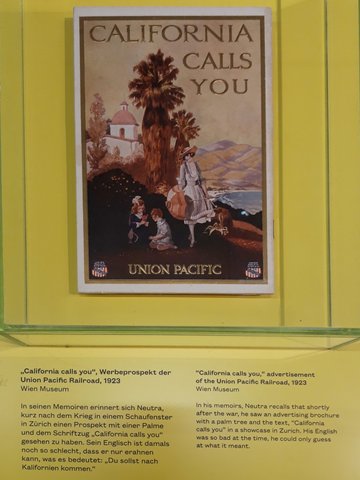 CALIFORNIA
CALLS
YOU
UNION PACIFIC
„California calls you“, Werbeprospekt der
Union Pacific Railroad, 1923
Wien Museum
In seinen Memoiren erinnert sich Neutra,
kurz nach dem Krieg in einem Schaufenster
in Zürich einen Prospekt mit einer Palme
und dem Schriftzug „California calls you“
gesehen zu haben. Sein Englisch ist damals
noch so schlecht, dass er nur erahnen
kann, was es bedeutet: „Du sollst nach
Kalifornien kommen.“
“California calls you,” advertisement
of the Union Pacific Railroad, 1923
Wien Museum
In his memoirs, Neutra recalls that shortly
after the war, he saw an advertising brochure
with a palm tree and the text, “California
calls you” in a showcase in Zurich. His English
was so bad at the time, he could only guess
at what it meant.